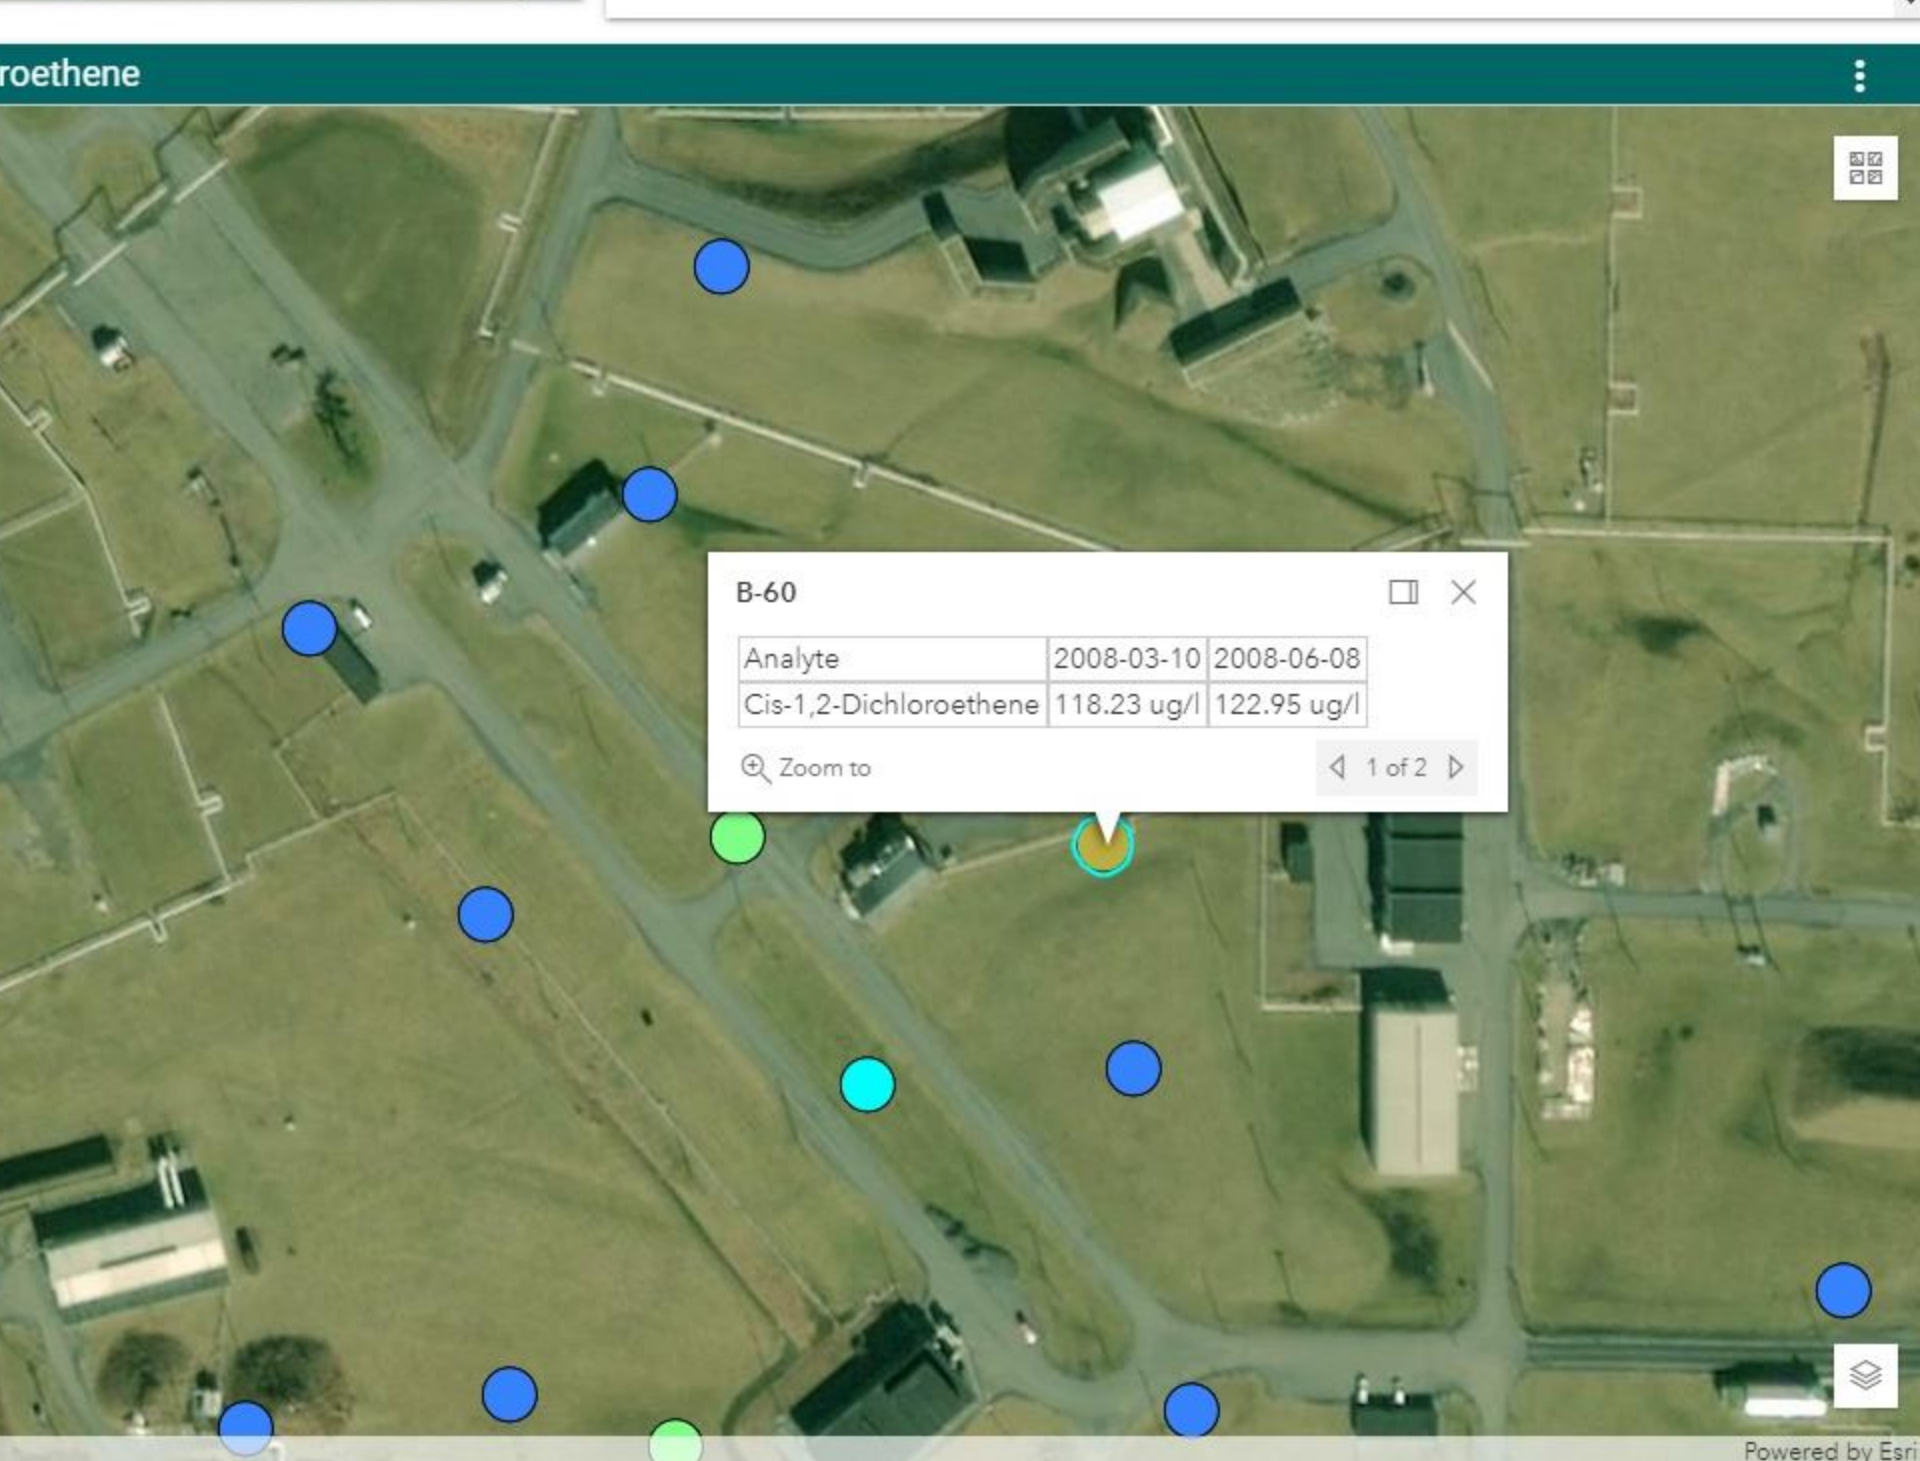 roethene
B-60
Analyte 2008-03-10 2008-06-08
Cis-1,2-Dichloroethene 118.23 ug/l 122.95 ug/l
Zoom to 1 of 2
Powered by Esri